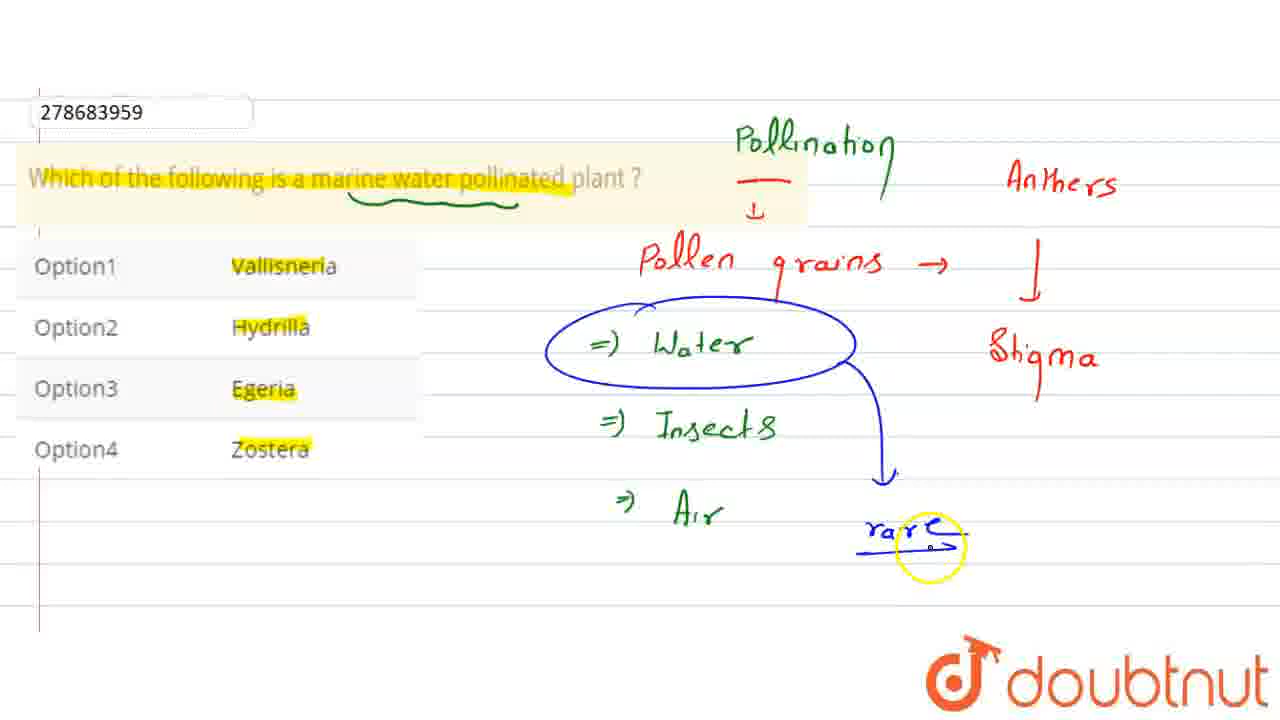 278683959
Which of the following is a marine water pollinated plant ?
Option1 Vallisneria
Option2 Hydrilla
Option3 Egeria
Option4 Zostera
Pollination
Pollen grains →
Anthers
Stigma
⇒ Water
⇒ Insects
⇒ Air
rare
doubtnut